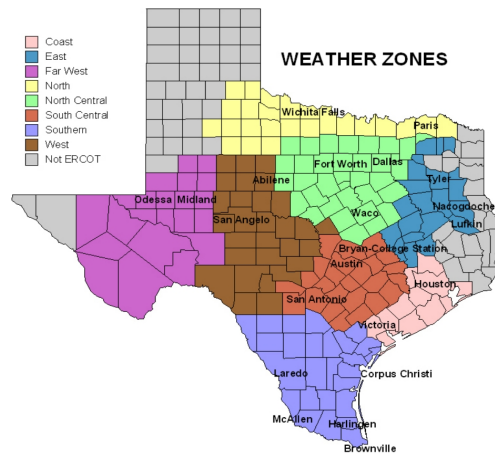 WEATHER ZONES
Coast
East
Far West
North
North Central
South Central
Southern
West
Not ERCOT
Wichita Falls
Paris
Fort Worth
Dallas
Abilene
Tyler
Odessa
Midland
Nacogdoche
San Angelo
Waco
Lufkin
Bryan-College Station
Austin
Houston
San Antonio
Victoria
Laredo
Corpus Christi
McAllen
Harlingen
Brownville